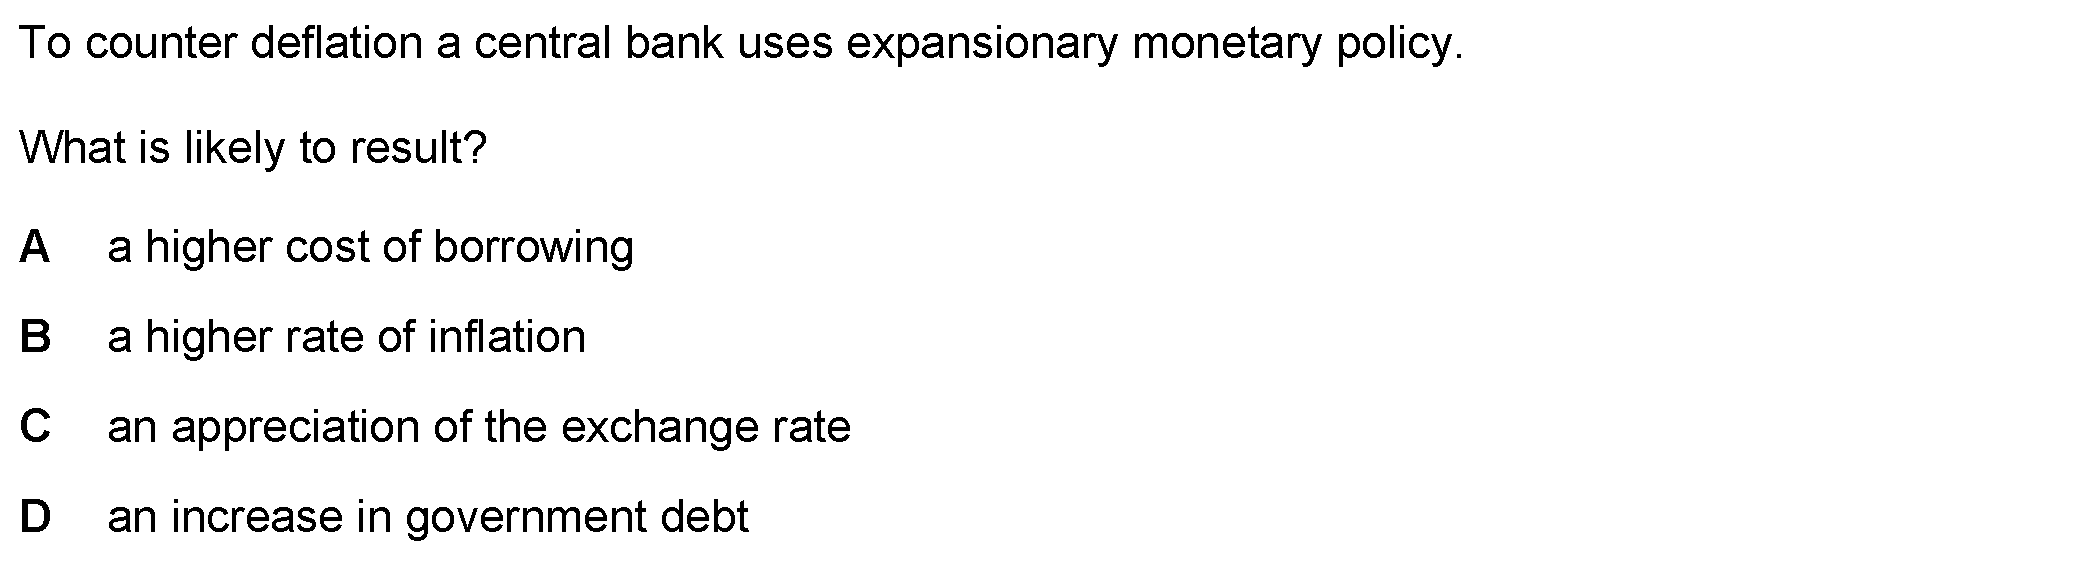 To counter deflation a central bank uses expansionary monetary policy.
What is likely to result?
A a higher cost of borrowing
B a higher rate of inflation
C an appreciation of the exchange rate
D an increase in government debt